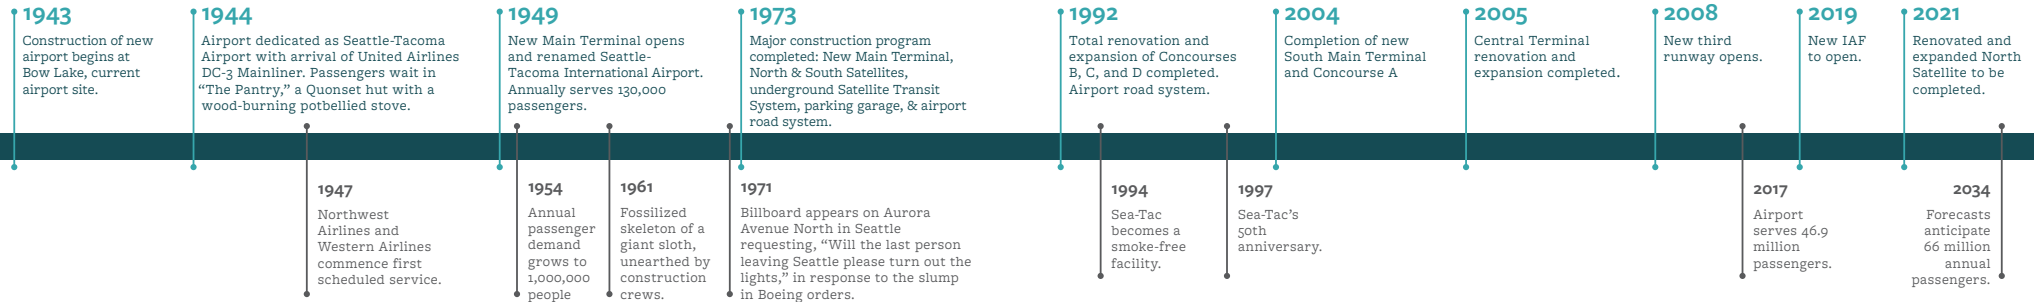 1943
Construction of new
airport begins at
Bow Lake, current
airport site.
1944
Airport dedicated as Seattle-Tacoma
Airport with arrival of United Airlines
DC-3 Mainliner. Passengers wait in
“The Pantry,” a Quonset hut with a
wood-burning potbellied stove.
1949
New Main Terminal opens
and renamed Seattle-
Tacoma International Airport.
Annually serves 130,000
passengers.
1973
Major construction program
completed: New Main Terminal,
North & South Satellites,
underground Satellite Transit
System, parking garage, & airport
road system.
1992
Total renovation and
expansion of Concourses
B, C, and D completed.
Airport road system.
2004
Completion of new
South Main Terminal
and Concourse A
2005
Central Terminal
renovation and
expansion completed.
2008
New third
runway opens.
2019
New IAF
to open.
2021
Renovated and
expanded North
Satellite to be
completed.
1947
Northwest
Airlines and
Western Airlines
commence first
scheduled service.
1954
Annual
passenger
demand
grows to
1,000,000
people
1961
Fossilized
skeleton of a
giant sloth,
unearthed by
construction
crews.
1971
Billboard appears on Aurora
Avenue North in Seattle
requesting, “Will the last person
leaving Seattle please turn out the
lights,” in response to the slump
in Boeing orders.
1994
Sea-Tac
becomes a
smoke-free
facility.
1997
Sea-Tac’s
50th
anniversary.
2017
Airport
serves 46.9
million
passengers.
2034
Forecasts
anticipate
66 million
annual
passengers.